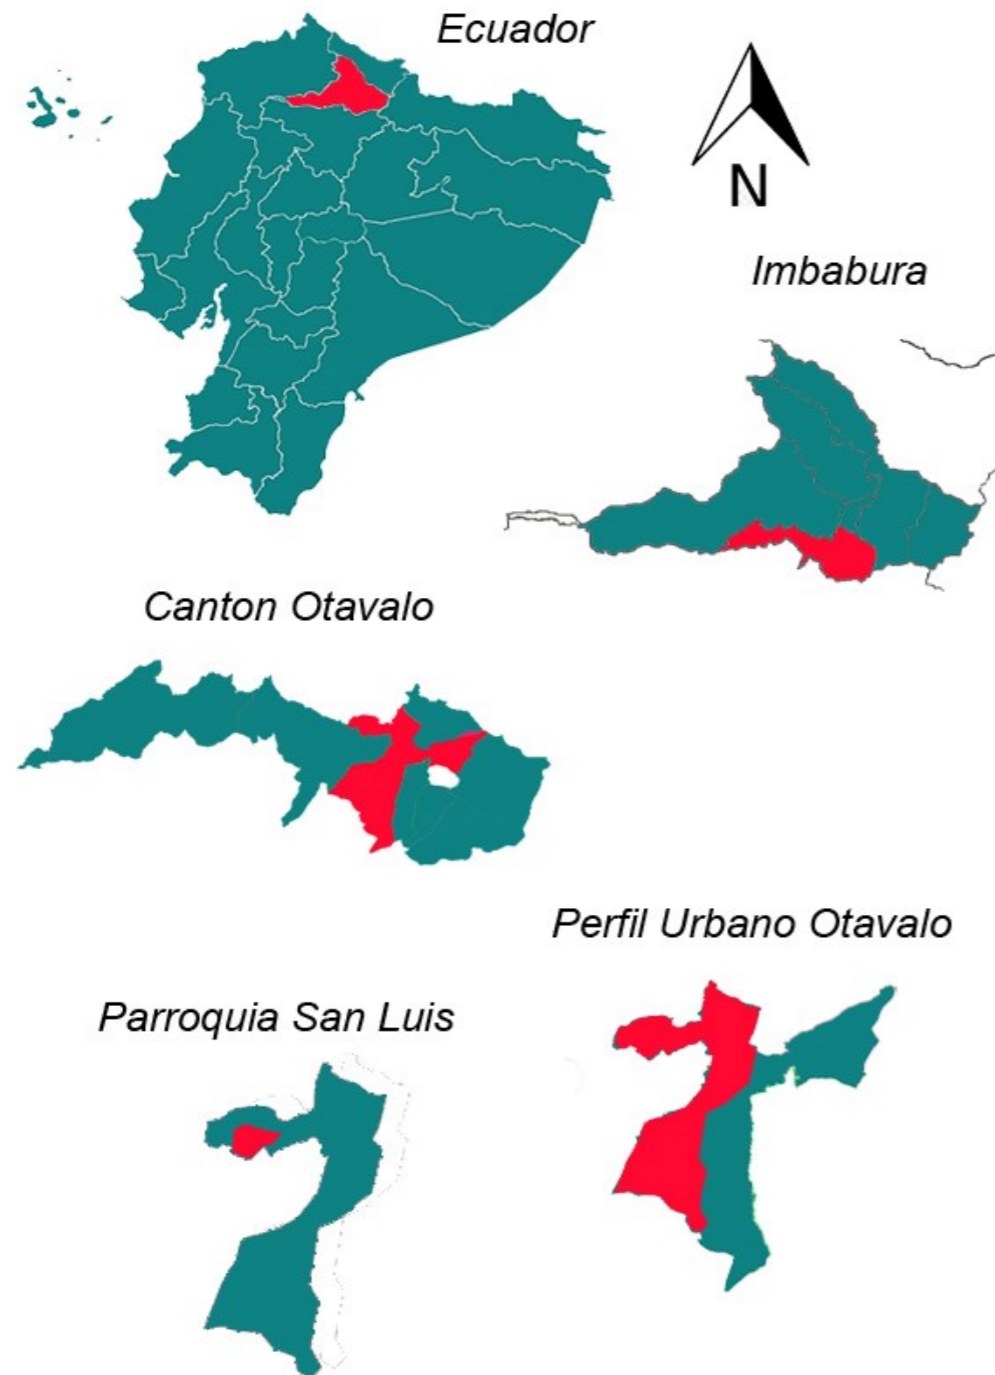 Ecuador
N
Imbabura
Canton Otavalo
Perfil Urbano Otavalo
Parroquia San Luis